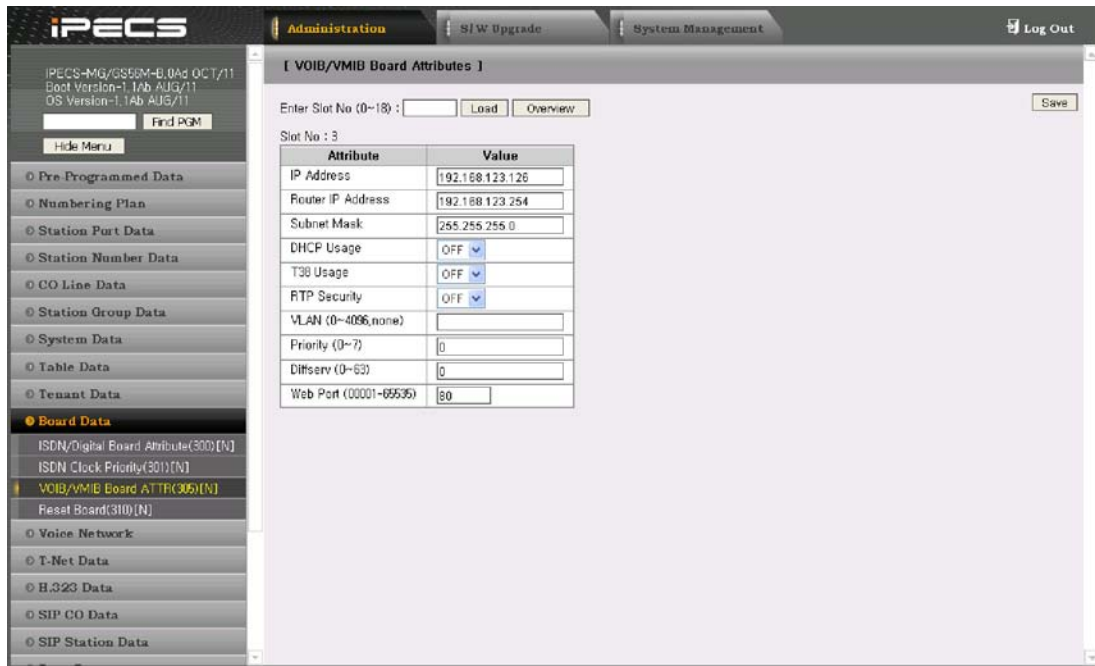 iPECS
Administration
S/W Upgrade
System Management
Log Out
IPECS-MG/GS56M-B.0Ad OCT/11
Boot Version-1.1Ab AUG/11
OS Version-1.1Ab AUG/11
Find PGM
Hide Menu
Pre-Programmed Data
Numbering Plan
Station Port Data
Station Number Data
CO Line Data
Station Group Data
System Data
Table Data
Tenant Data
Board Data
ISDN/Digital Board Attribute(300)[N]
ISDN Clock Priority(301)[N]
VOIB/VMIB Board ATTR(305)[N]
Reset Board(310)[N]
Voice Network
T-Net Data
H.323 Data
SIP CO Data
SIP Station Data
[ VOIB/VMIB Board Attributes ]
Enter Slot No (0~18) : Load Overview
Save
Slot No : 3
Attribute Value
IP Address 192.168.123.126
Router IP Address 192.168.123.254
Subnet Mask 255.255.255.0
DHCP Usage OFF
T38 Usage OFF
RTP Security OFF
VLAN (0~4096,none)
Priority (0~7) 0
Diffserv (0~63) 0
Web Port (00001-65535) 80